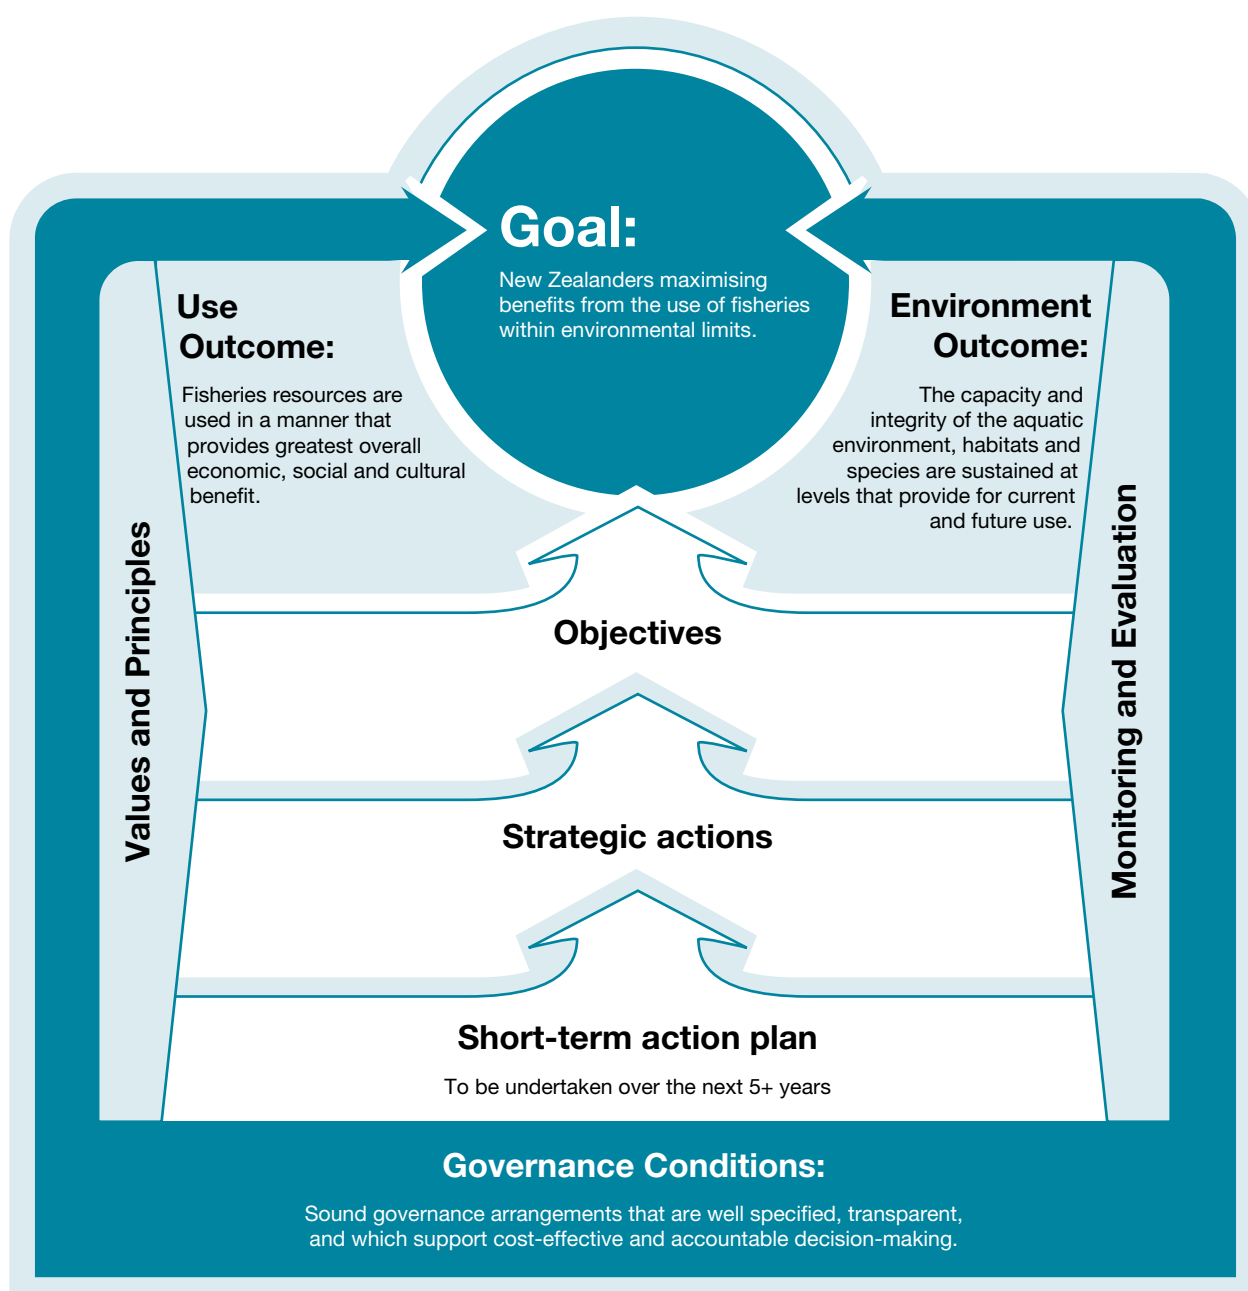 Goal:
New Zealanders maximising
benefits from the use of fisheries
within environmental limits.
Use
Outcome:
Fisheries resources are
used in a manner that
provides greatest overall
economic, social and cultural
benefit.
Environment
Outcome:
The capacity and
integrity of the aquatic
environment, habitats and
species are sustained at
levels that provide for current
and future use.
Values and Principles
Monitoring and Evaluation
Objectives
Strategic actions
Short-term action plan
To be undertaken over the next 5+ years
Governance Conditions:
Sound governance arrangements that are well specified, transparent,
and which support cost-effective and accountable decision-making.